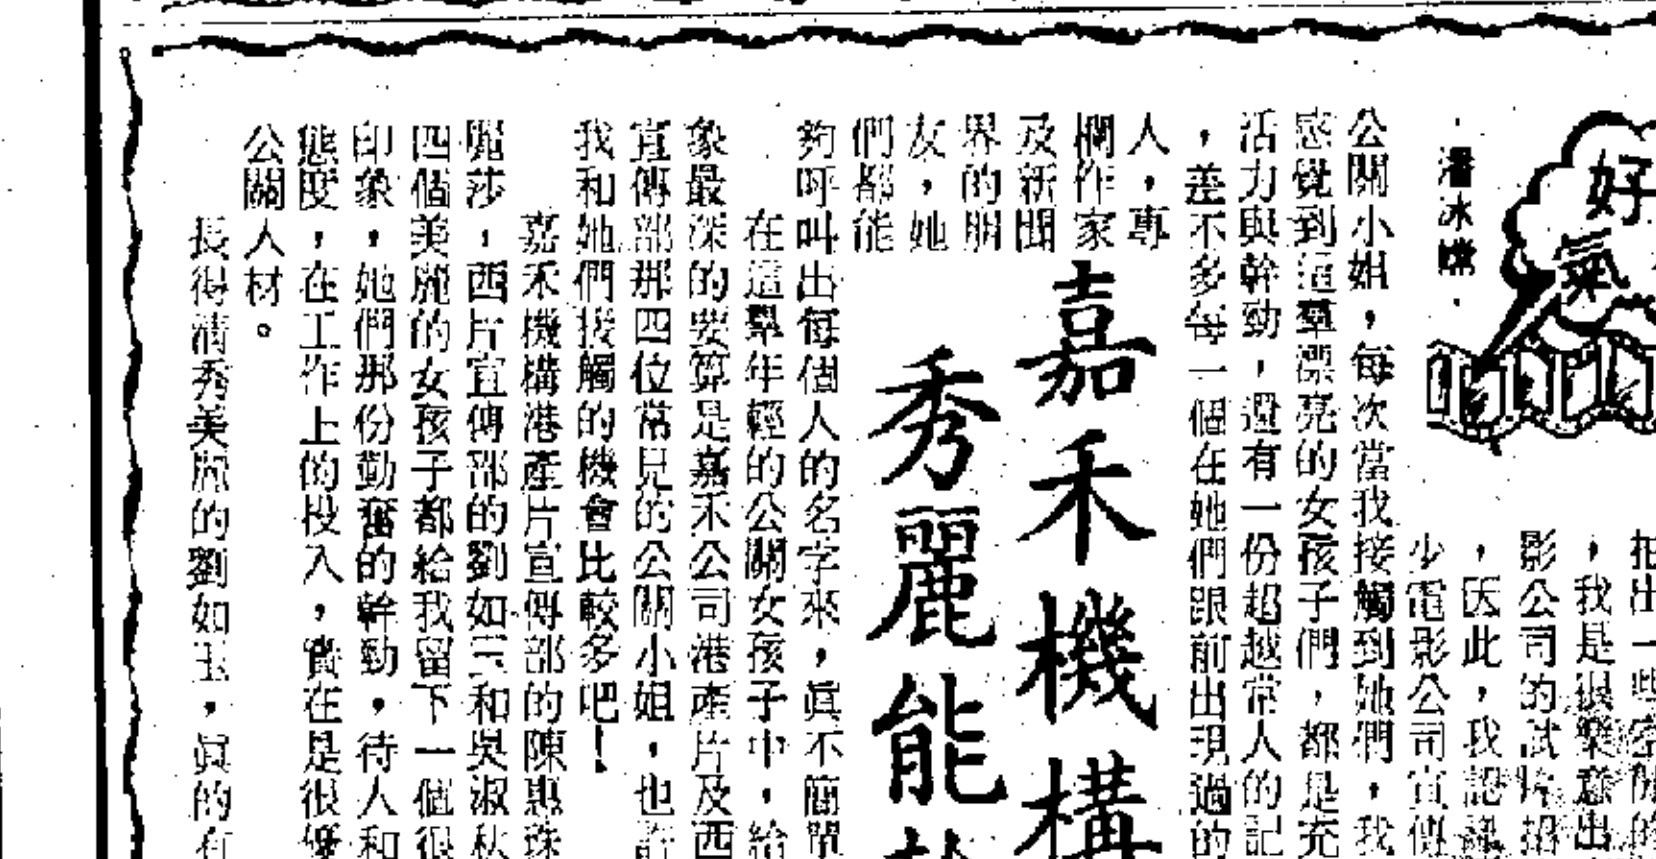 好
氣
，我是很樂意出
影公司的試片招
，因此，我認識
少電影公司宣傳
公關小姐，每次當我接觸到她們，我
感覺到這羣漂亮的女孩子們，都是充
活力與幹勁，還有一份超越常人的記
，差不多每一個在她們跟前出現過的
人，專
欄作家
及新聞
界的朋
友，她
們都能
嘉禾機構
秀麗能
夠呼叫出每個人的名字來，眞不簡單
在這羣年輕的公關女孩子中，給
象最深的要算是嘉禾公司港產片及西
宣傳部那四位常見的公關小姐，也許
我和她們接觸的機會比較多吧！
嘉禾機構港產片宣傳部的陳惠珠
妮莎，西片宣傳部的劉如玉和吳淑秋
四個美麗的女孩子都給我留下一個很
印象，她們那份勤奮的幹勁，待人和
態度，在工作上的投入，實在是很優
公關人材。
長得清秀美麗的劉如玉，眞的有